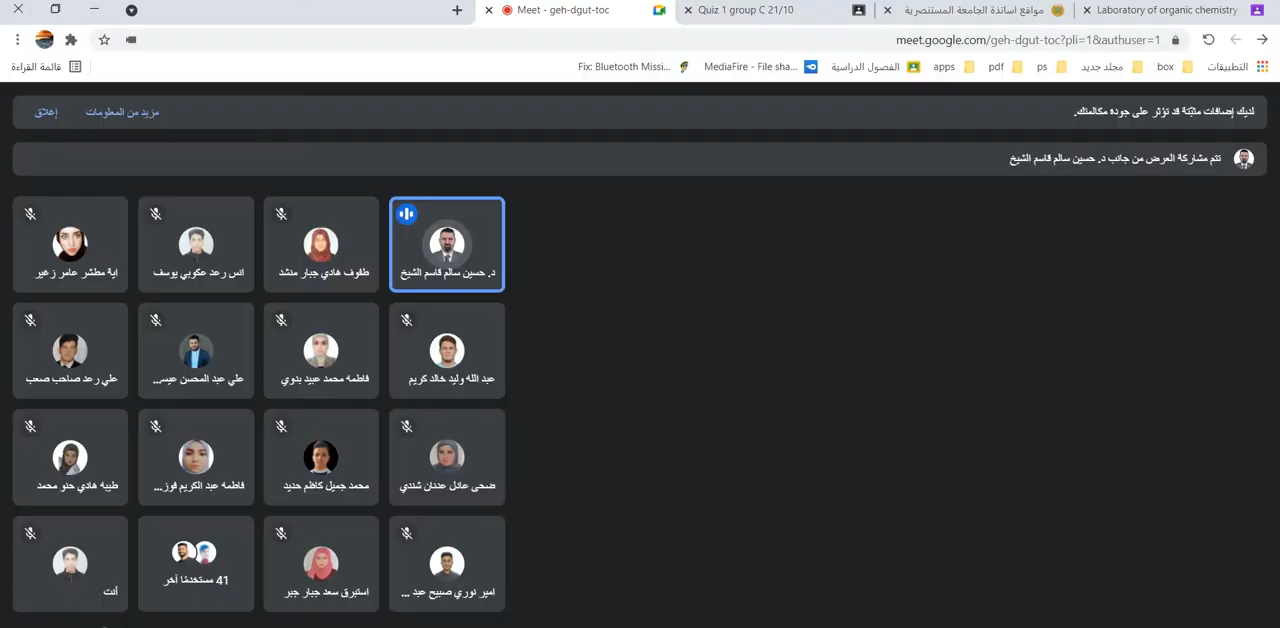 Laboratory of organic chemistry
مواقع اساتذة الجامعة المستنصرية
Quiz 1 group C 21/10
Meet - geh-dgut-toc
meet.google.com/geh-dgut-toc?pli=1&authuser=1
التطبيقات
box
مجلد جديد
ps
pdf
apps
الفصول الدراسية
MediaFire - File sha...
Fix: Bluetooth Missi...
قائمة القراءة
لديك إضافات مثبّتة قد تؤثر على جودة مكالمتك.
مزيد من المعلومات
إغلاق
تتم مشاركة العرض من جانب د. حسين سالم قاسم الشيخ
د. حسين سالم قاسم الشيخ
طفوف هادي جبار منشد
انس رعد عكوبي يوسف
اية مطشر عامر زغير
عبد الله وليد خالد كريم
فاطمه محمد عبيد بدوي
علي عبد المحسن عيس...
علي رعد صاحب صعب
ضحى عادل عدنان شندي
محمد جميل كاظم حديد
فاطمه عبد الكريم فوز...
طيبه هادي حنو محمد
امير نوري صبيح عبد ...
استبرق سعد جبار جبر
41 مستخدمًا آخر
أنت